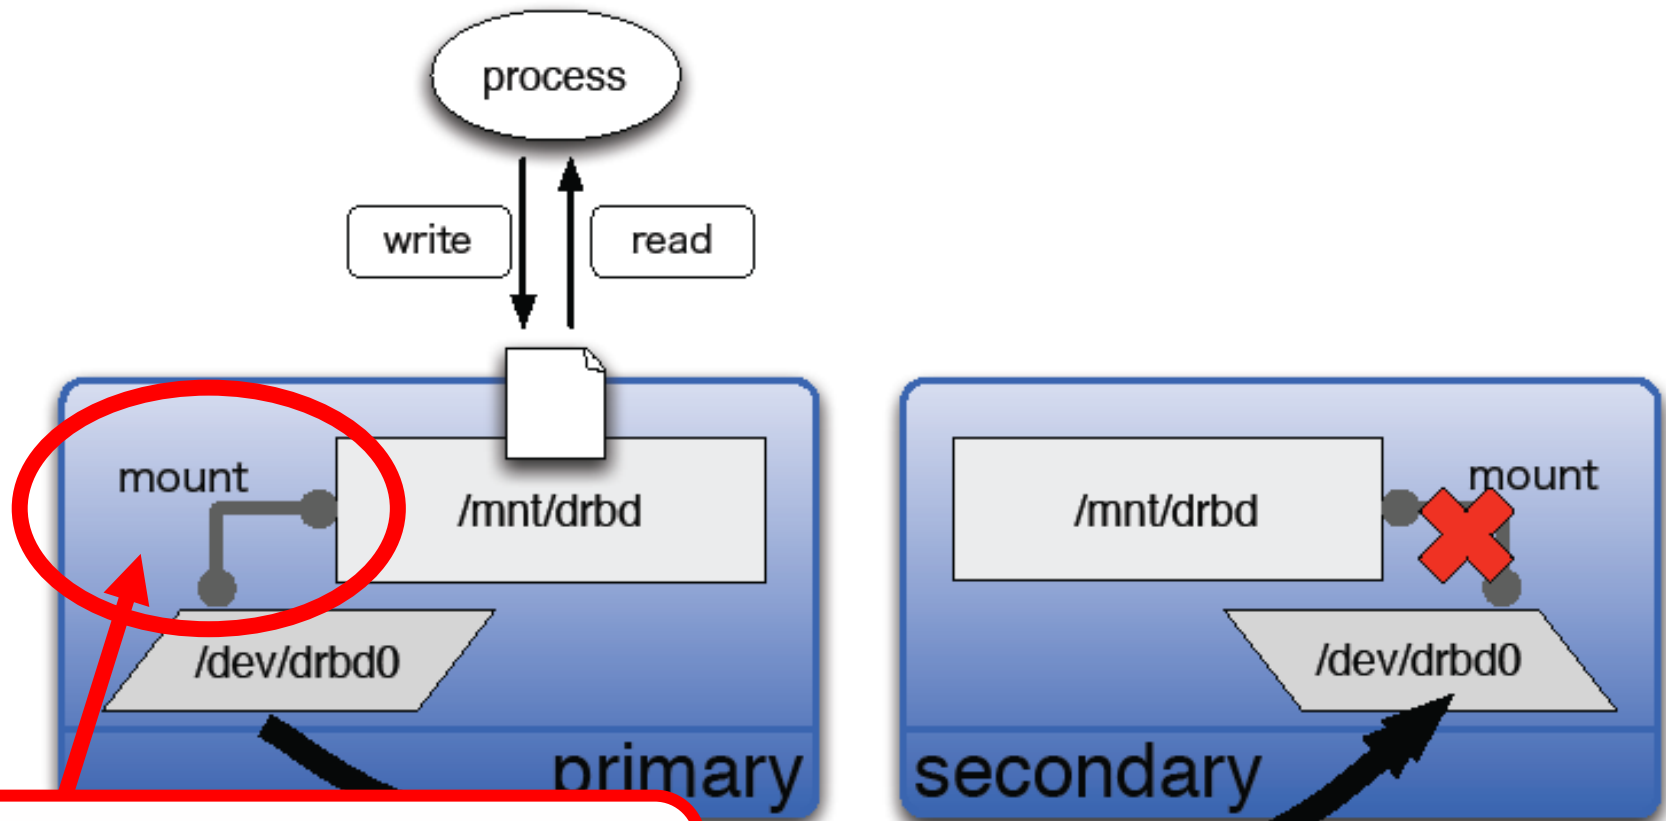 process
write
read
mount
/mnt/drbd
/dev/drbd0
primary
/mnt/drbd
mount
/dev/drbd0
secondary